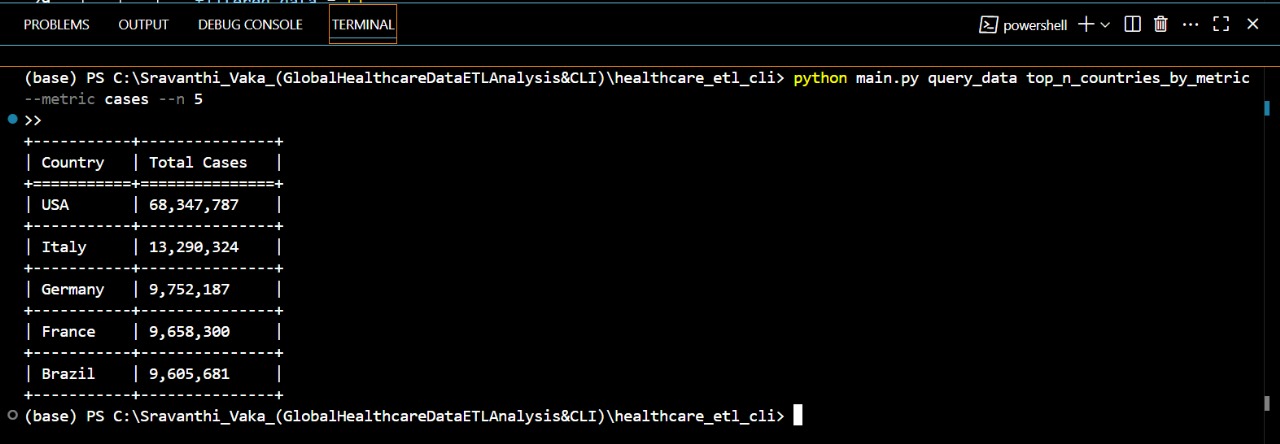 PROBLEMS OUTPUT DEBUG CONSOLE TERMINAL powershell
(base) PS C:\Sravanthi_Vaka_(GlobalHealthcareDataETLAnalysis&CLI)\healthcare_etl_cli> python main.py query_data top_n_countries_by_metric
--metric cases --n 5
>>
+-----------+---------------+
| Country   | Total Cases   |
+===========+===============+
| USA       | 68,347,787    |
+-----------+---------------+
| Italy     | 13,290,324    |
+-----------+---------------+
| Germany   | 9,752,187     |
+-----------+---------------+
| France    | 9,658,300     |
+-----------+---------------+
| Brazil    | 9,605,681     |
+-----------+---------------+
(base) PS C:\Sravanthi_Vaka_(GlobalHealthcareDataETLAnalysis&CLI)\healthcare_etl_cli>